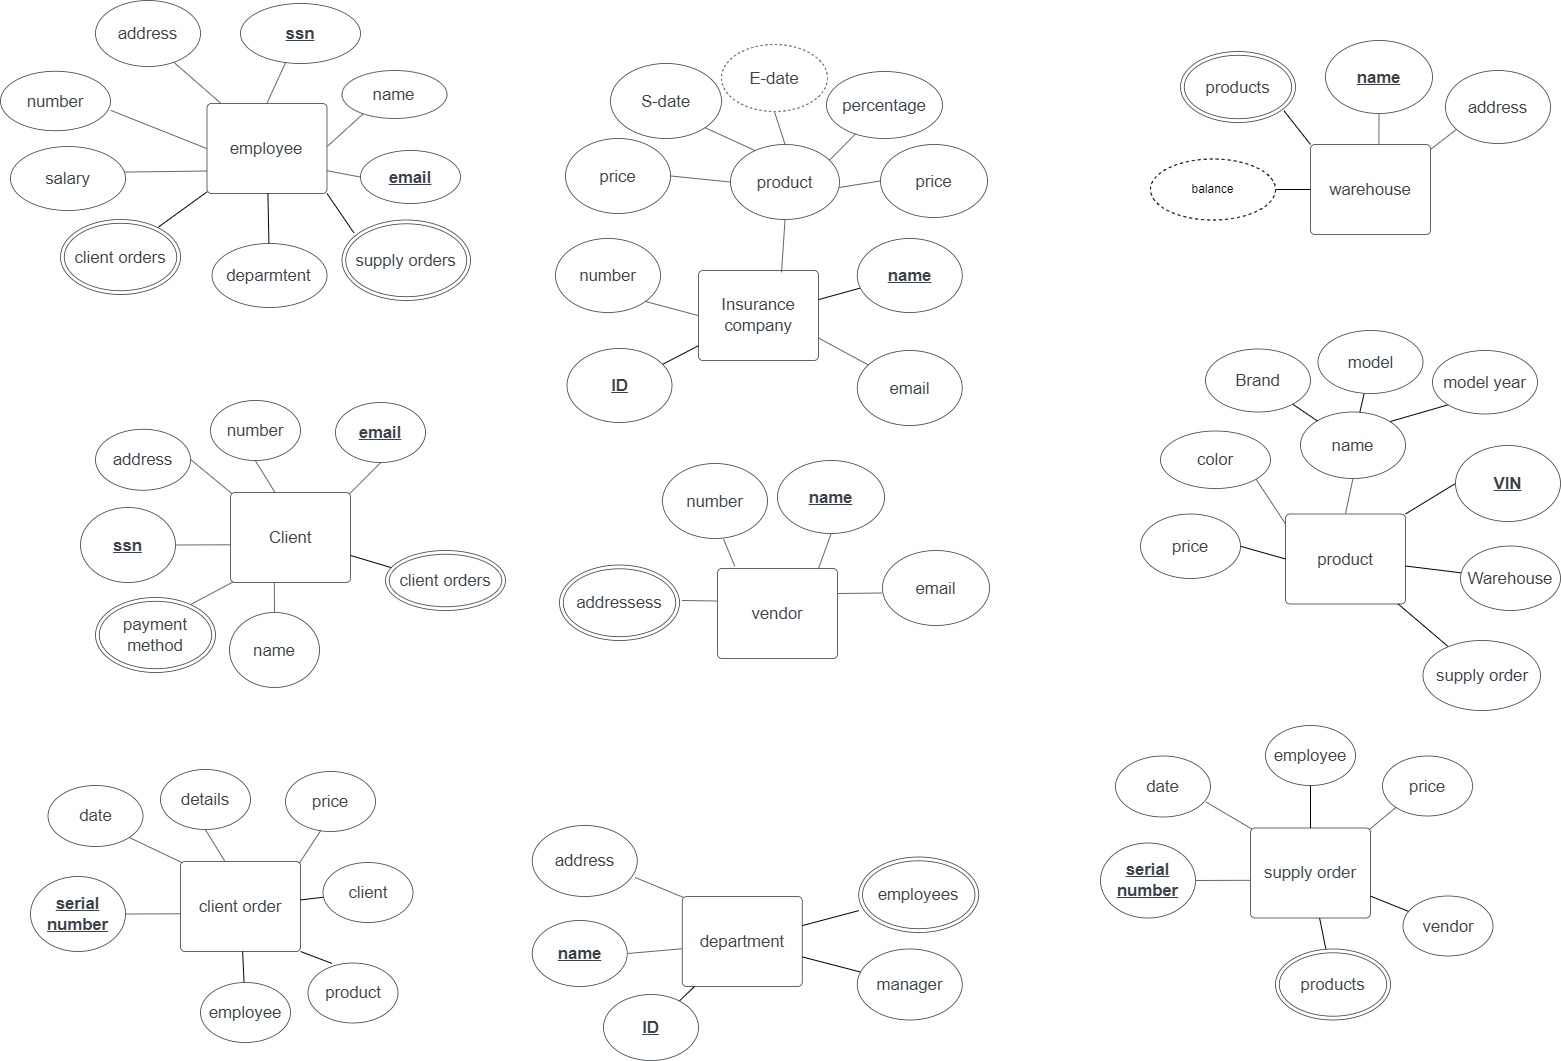 address
ssn
number
name
employee
salary
email
client orders
deparmtent
supply orders
E-date
S-date
percentage
price
product
price
number
name
Insurance
company
ID
email
products
name
address
balance
warehouse
number
email
address
Client
ssn
client orders
payment
method
name
number
name
addressess
email
vendor
model
Brand
model year
name
color
VIN
price
product
Warehouse
supply order
date
details
price
client
serial
number
client order
product
employee
address
employees
department
name
manager
ID
employee
date
price
supply order
serial
number
vendor
products